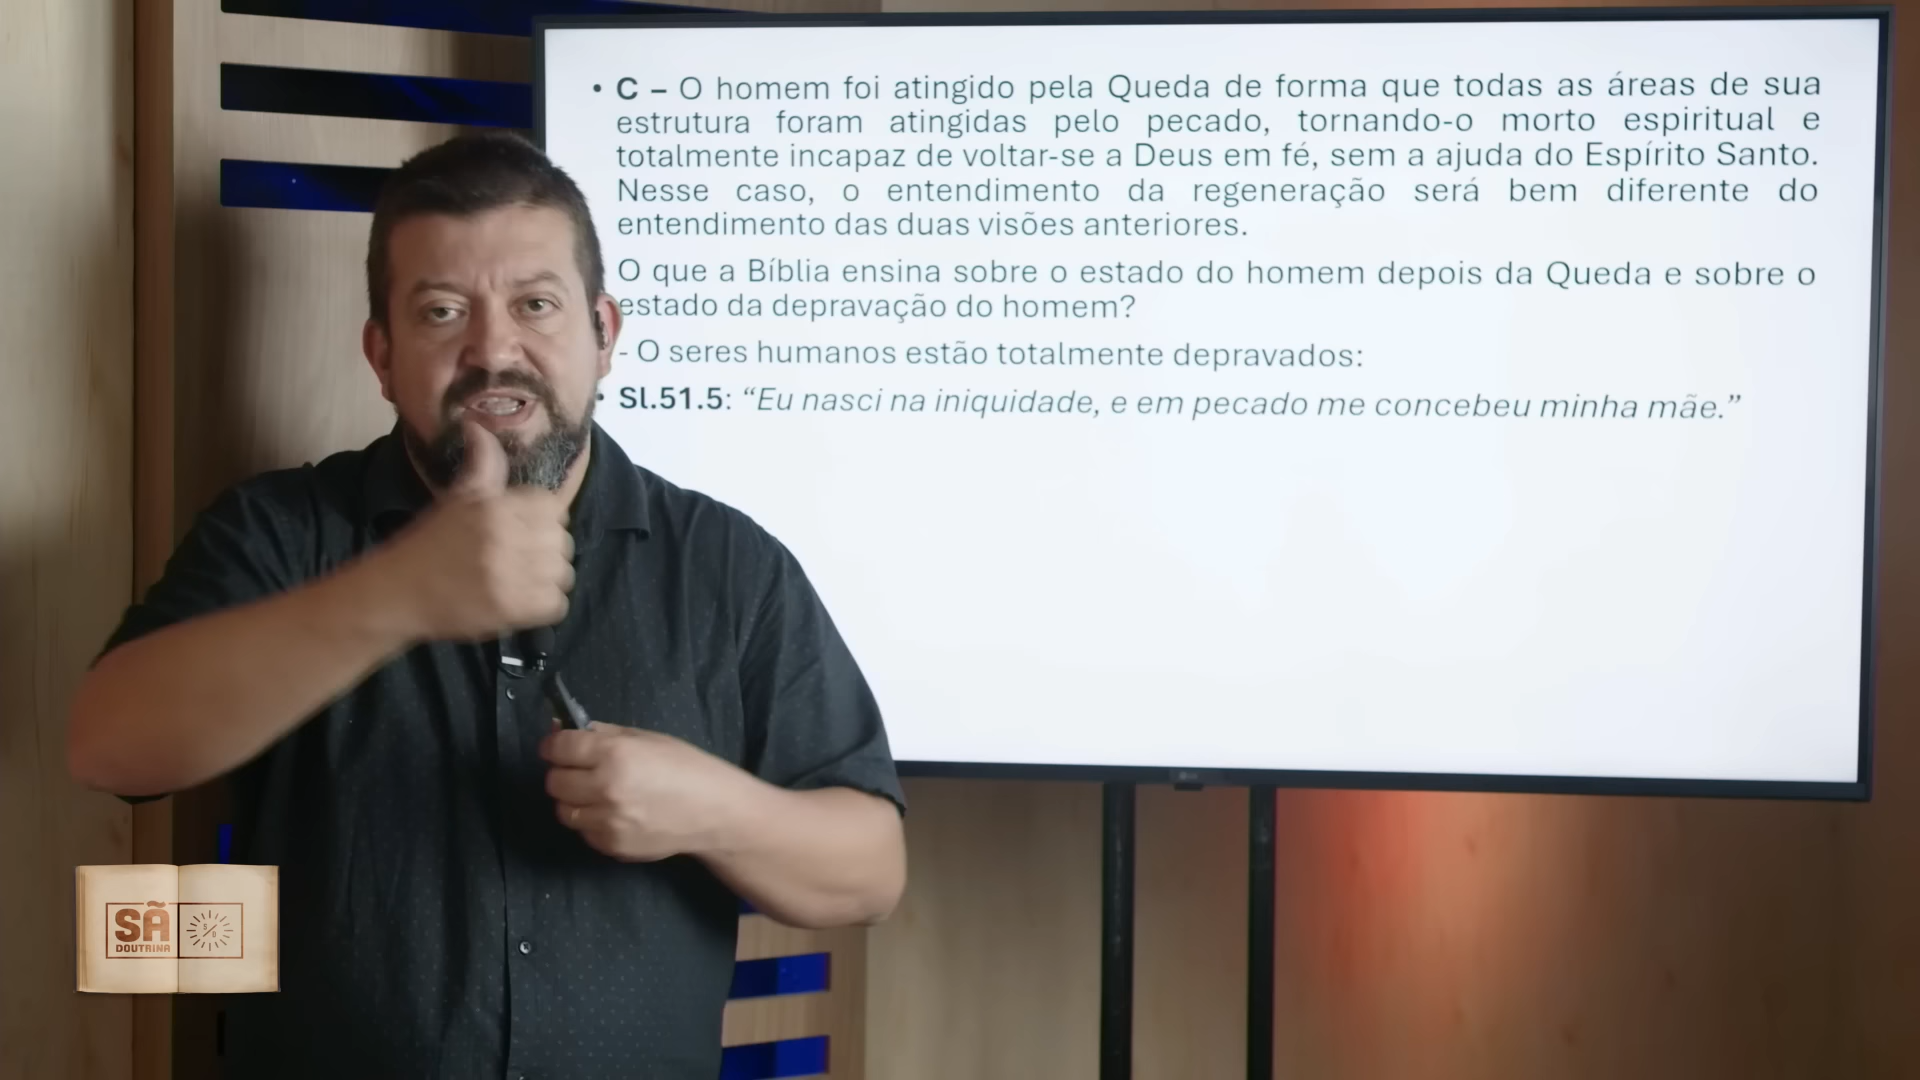 • C – O homem foi atingido pela Queda de forma que todas as áreas de sua
estrutura foram atingidas pelo pecado, tornando-o morto espiritual e
totalmente incapaz de voltar-se a Deus em fé, sem a ajuda do Espírito Santo.
Nesse caso, o entendimento da regeneração será bem diferente do
entendimento das duas visões anteriores.
O que a Bíblia ensina sobre o estado do homem depois da Queda e sobre o
estado da depravação do homem?
- O seres humanos estão totalmente depravados:
• Sl.51.5: “Eu nasci na iniquidade, e em pecado me concebeu minha mãe.”
SÃ
DOUTRINA